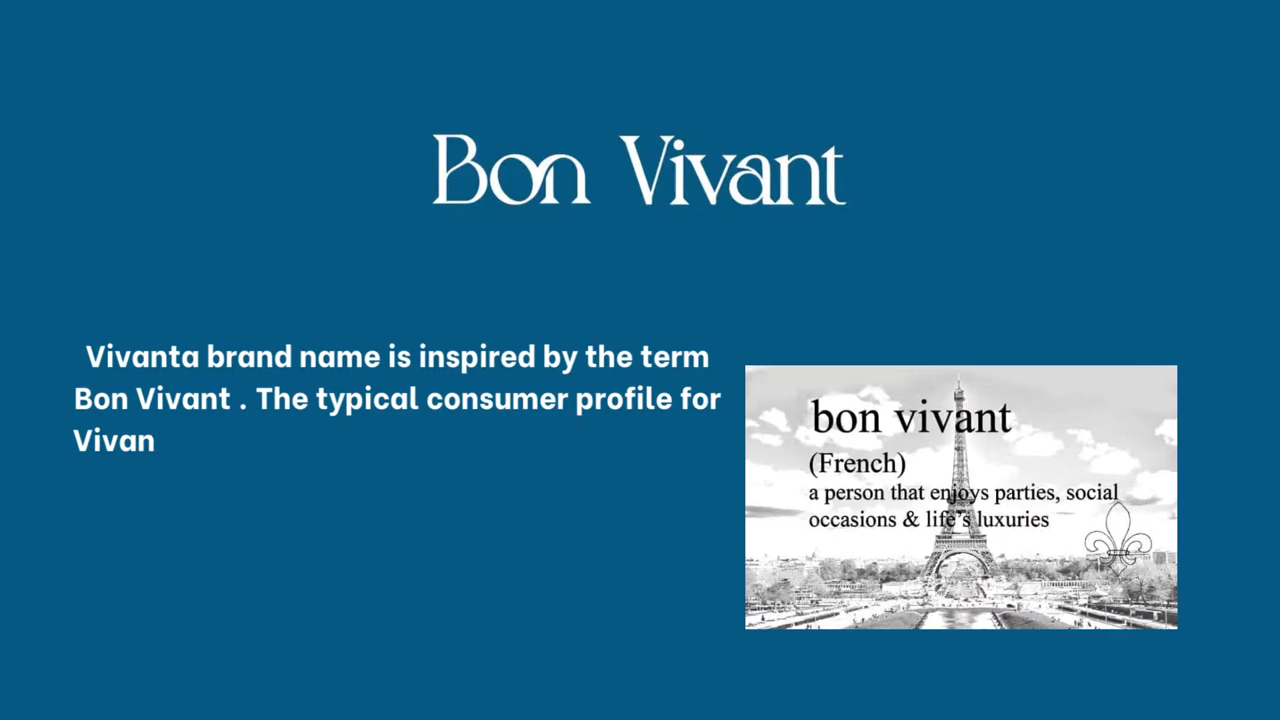 Bon Vivant
Vivanta brand name is inspired by the term
Bon Vivant . The typical consumer profile for
Vivan
bon vivant
(French)
a person that enjoys parties, social
occasions & life's luxuries